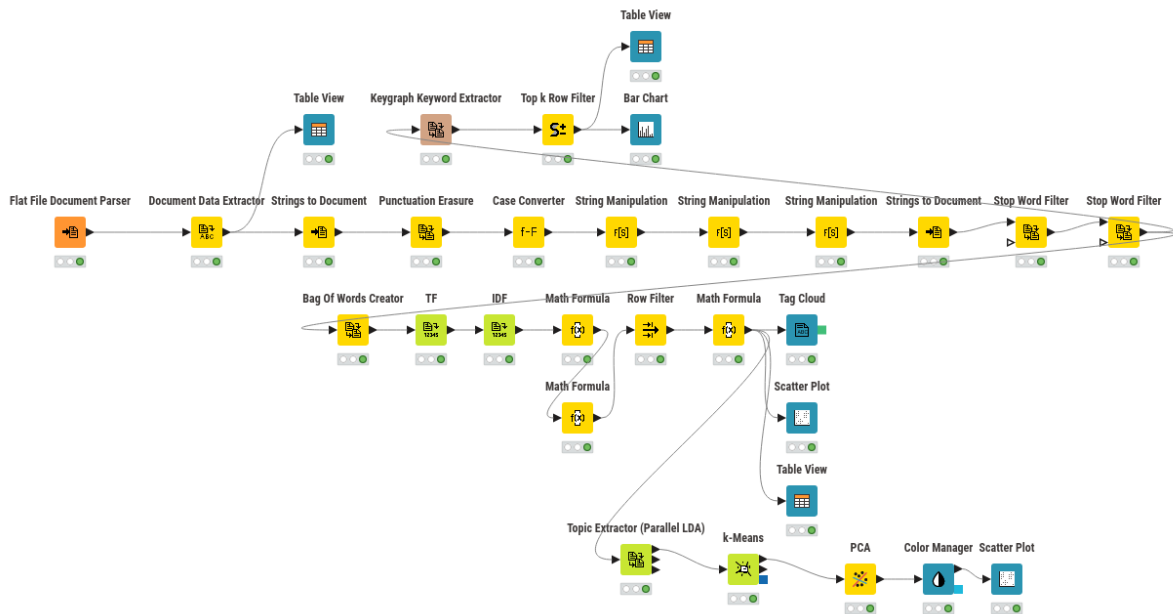 Table View
Table View
Keygraph Keyword Extractor
Top k Row Filter
Bar Chart
Flat File Document Parser
Document Data Extractor
Strings to Document
Punctuation Erasure
Case Converter
String Manipulation
String Manipulation
String Manipulation
Strings to Document
Stop Word Filter
Stop Word Filter
Bag Of Words Creator
TF
IDF
Math Formula
Row Filter
Math Formula
Tag Cloud
Math Formula
Scatter Plot
Table View
Topic Extractor (Parallel LDA)
k-Means
PCA
Color Manager
Scatter Plot